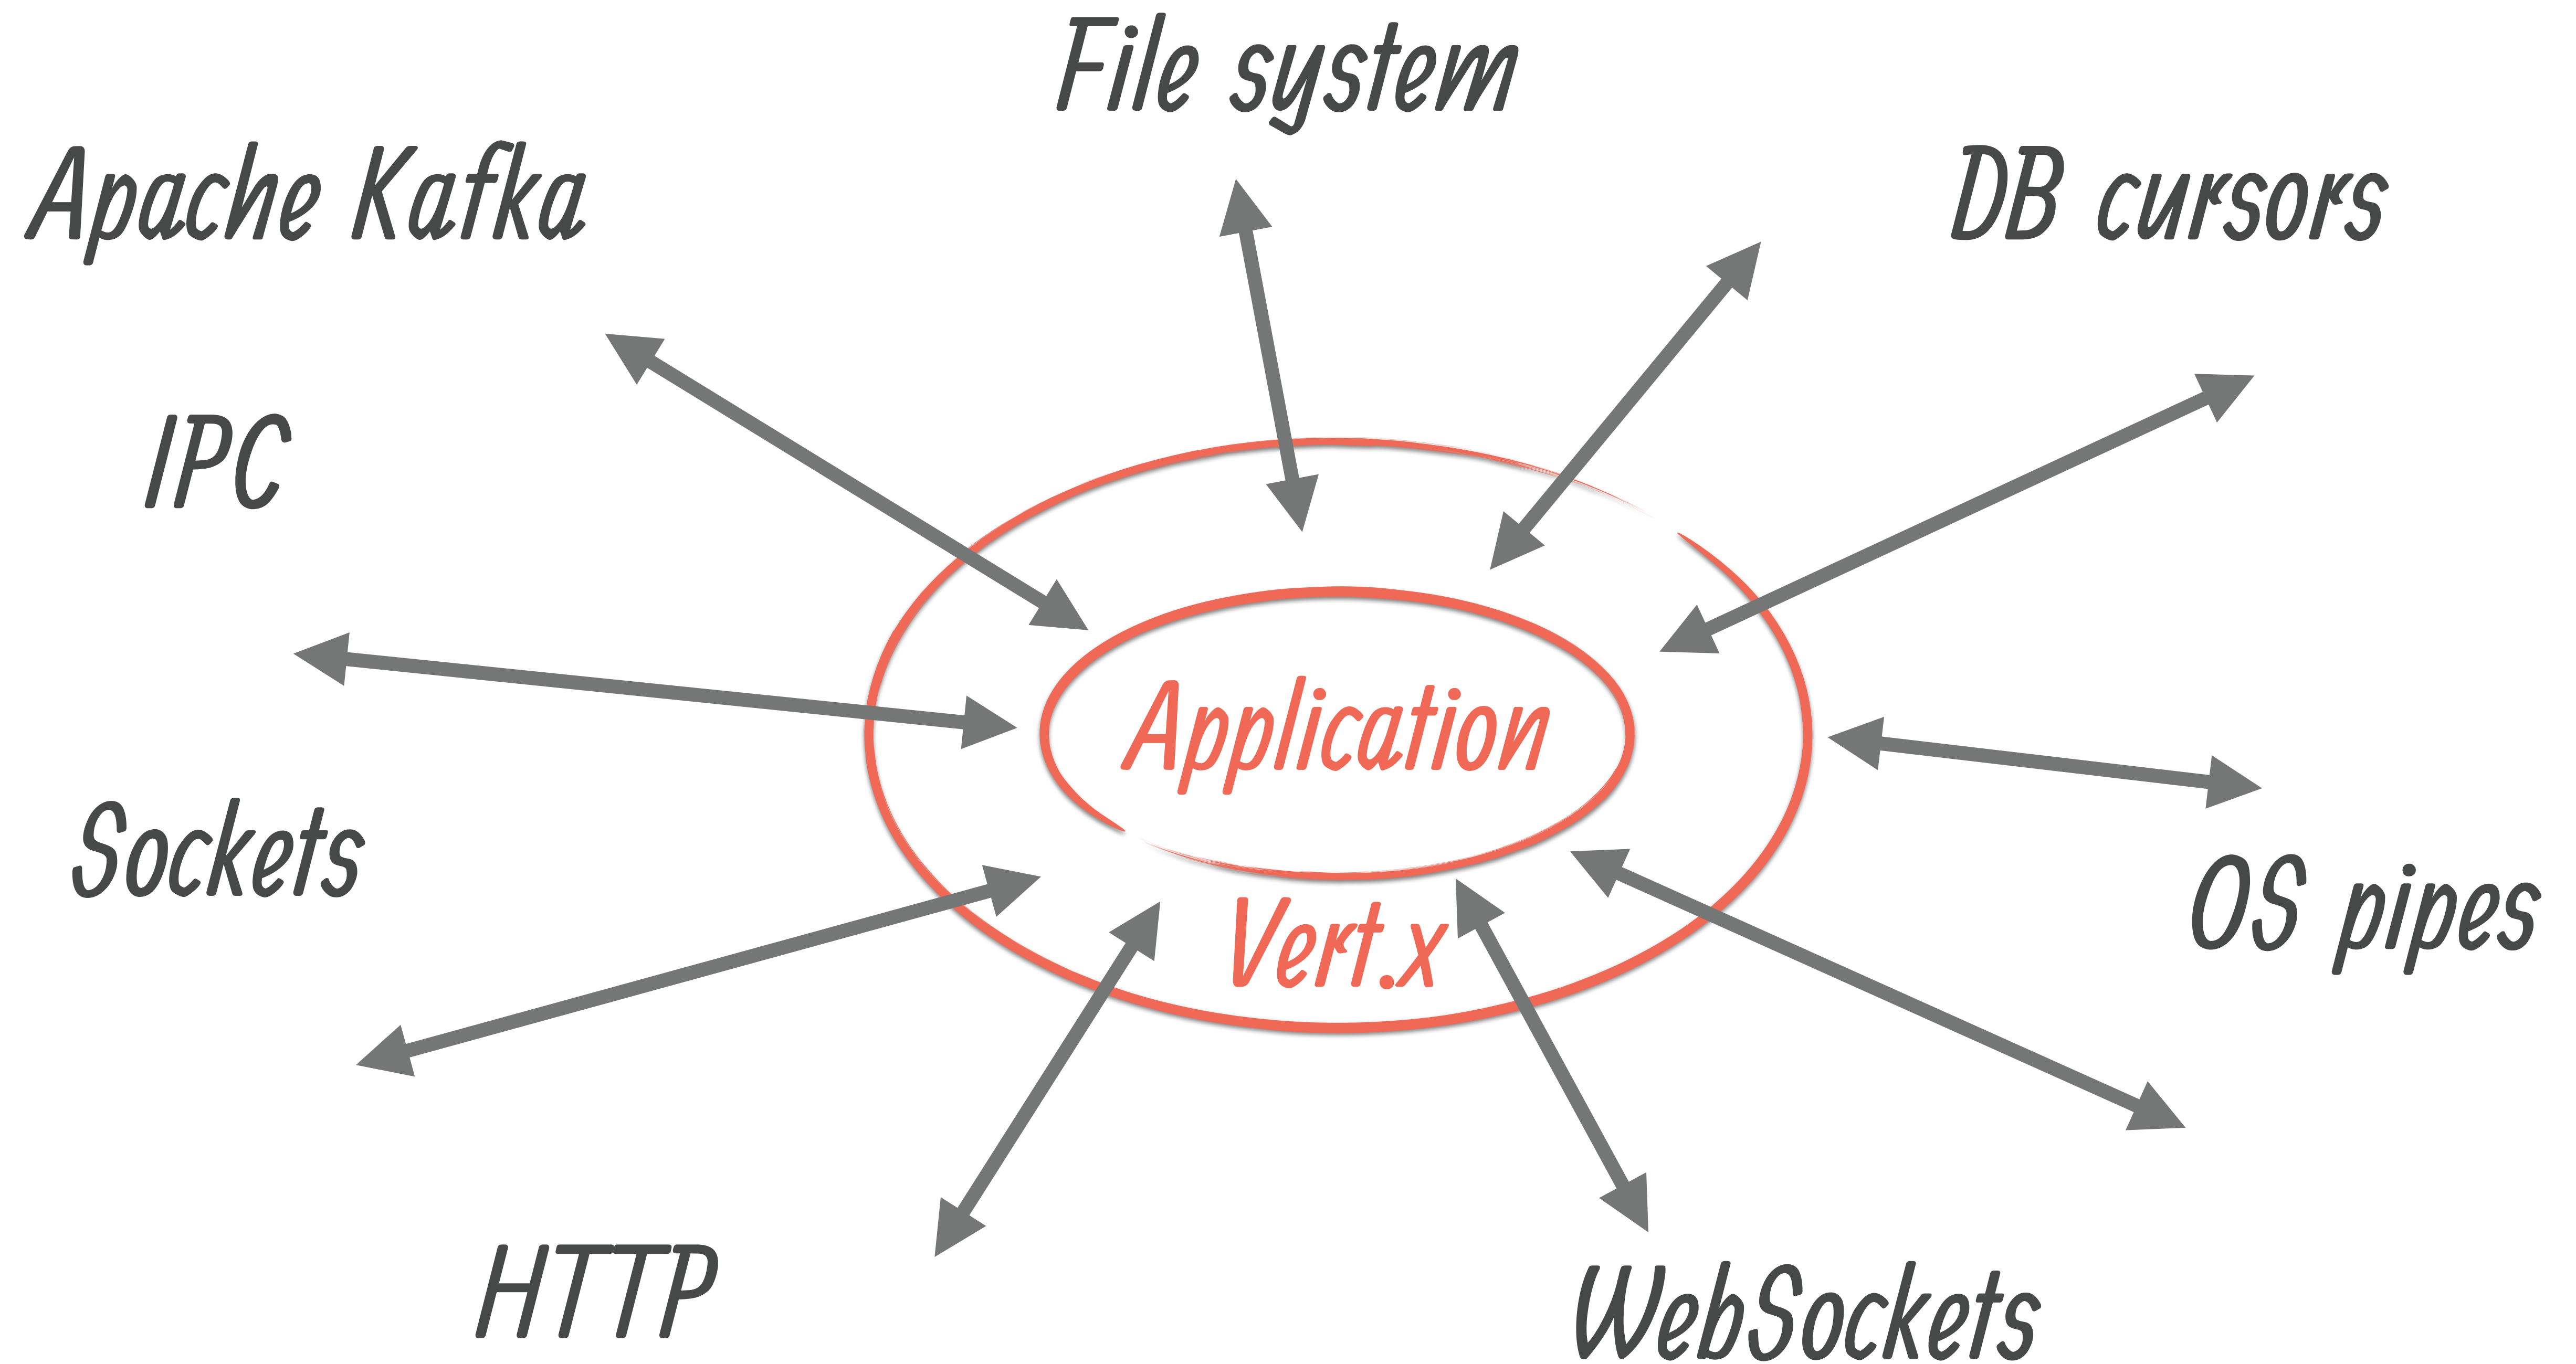 File system
Apache Kafka
DB cursors
IPC
Application
Sockets
OS pipes
Vert.x
HTTP
WebSockets